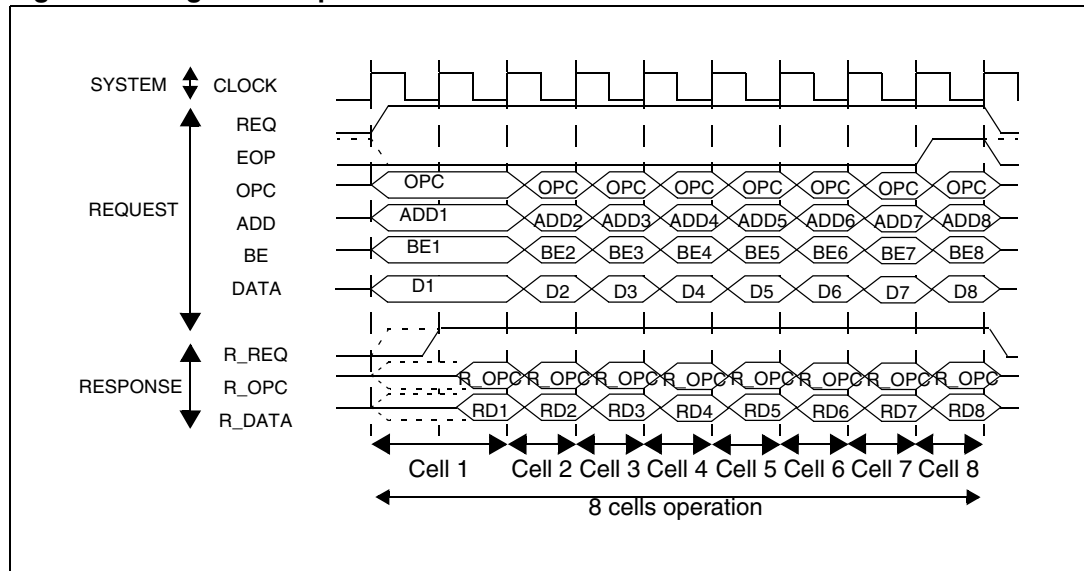 SYSTEM CLOCK
REQ
EOP
OPC OPC OPC OPC OPC OPC OPC OPC OPC
REQUEST
ADD ADD1 ADD2 ADD3 ADD4 ADD5 ADD6 ADD7 ADD8
BE BE1 BE2 BE3 BE4 BE5 BE6 BE7 BE8
DATA D1 D2 D3 D4 D5 D6 D7 D8
R_REQ
RESPONSE R_OPC R_OPC R_OPC R_OPC R_OPC R_OPC R_OPC R_OPC R_OPC
R_DATA RD1 RD2 RD3 RD4 RD5 RD6 RD7 RD8
Cell 1 Cell 2 Cell 3 Cell 4 Cell 5 Cell 6 Cell 7 Cell 8
8 cells operation